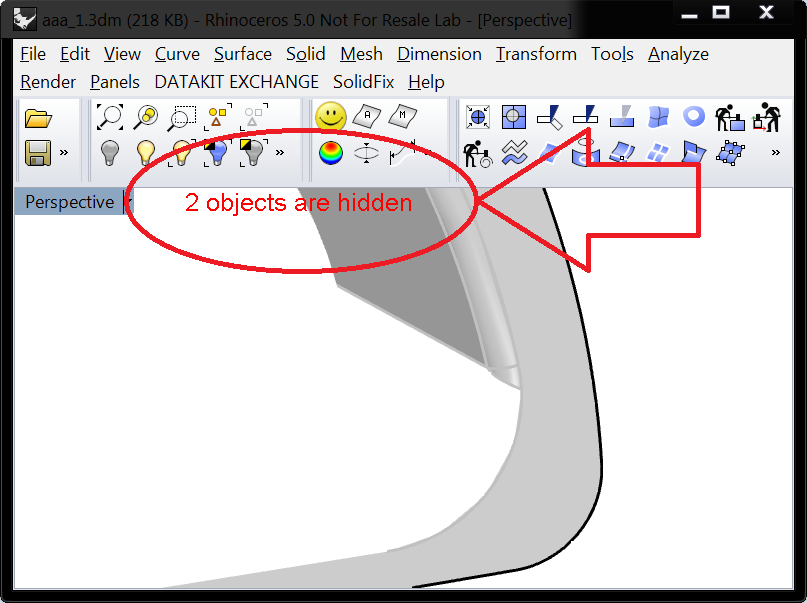 aaa_1.3dm (218 KB) - Rhinoceros 5.0 Not For Resale Lab - [Perspective]
File Edit View Curve Surface Solid Mesh Dimension Transform Tools Analyze
Render Panels DATAKIT EXCHANGE SolidFix Help
A M
» » »
Perspective
2 objects are hidden